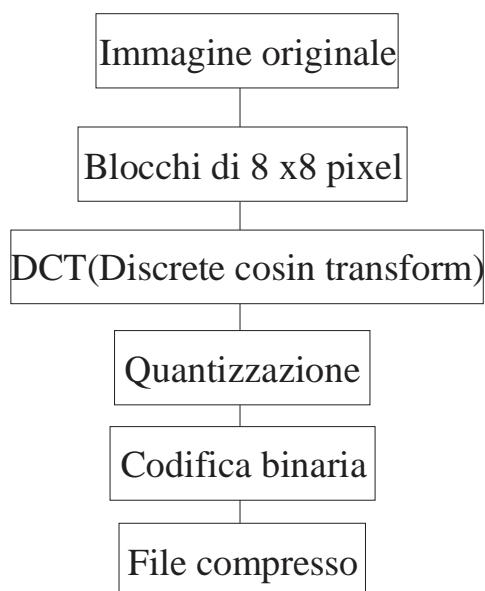 Immagine originale
Blocchi di 8 x8 pixel
DCT(Discrete cosin transform)
Quantizzazione
Codifica binaria
File compresso